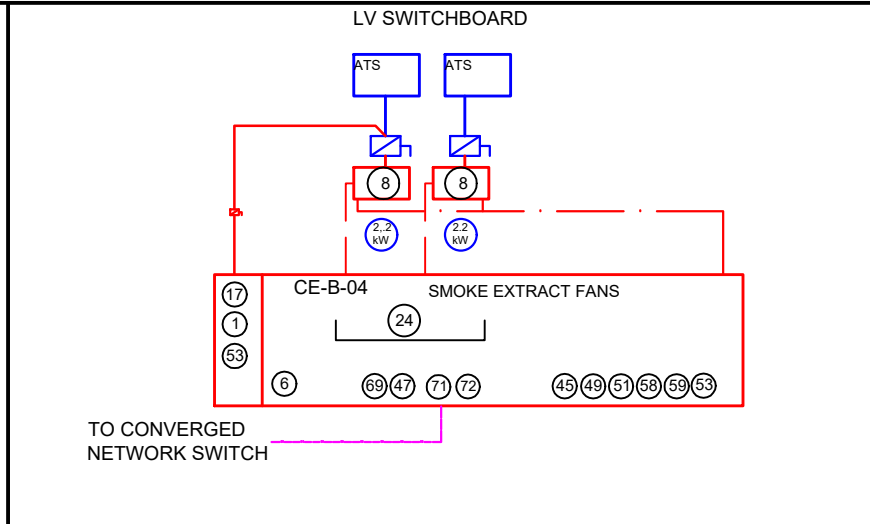 LV SWITCHBOARD
ATS ATS
8 8
2,.2 2.2
kW kW
CE-B-04 SMOKE EXTRACT FANS
17
24
1
53
6 69 47 71 72 45 49 51 58 59 53
TO CONVERGED
NETWORK SWITCH